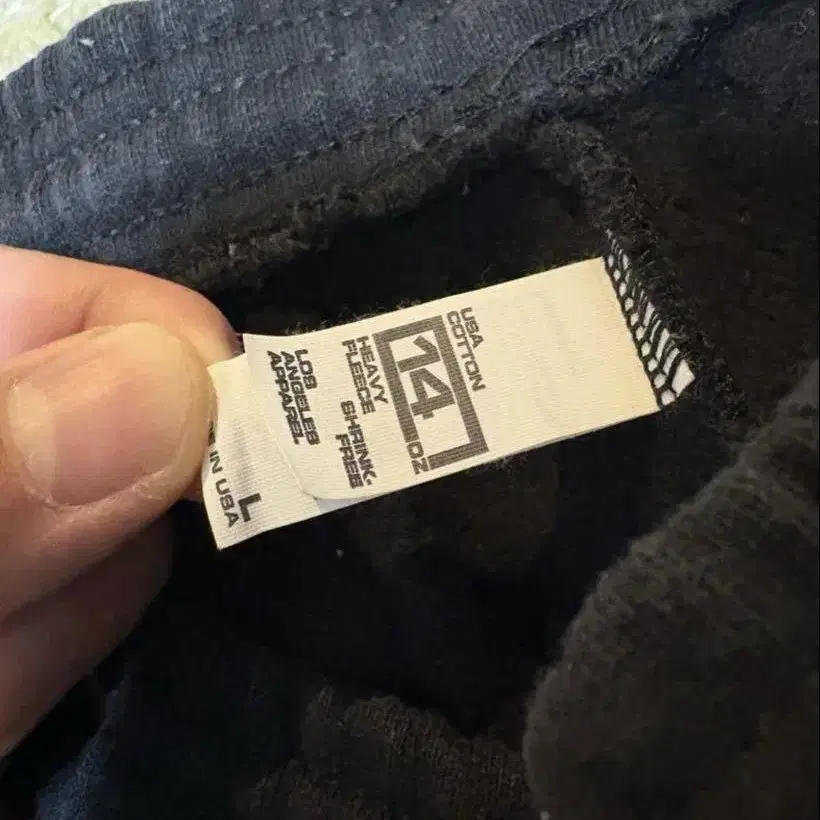 USA
COTTON
14
OZ
HEAVY
FLEECE
SHRINK-
FREE
LOS
ANGELES
APPAREL
L
IN USA